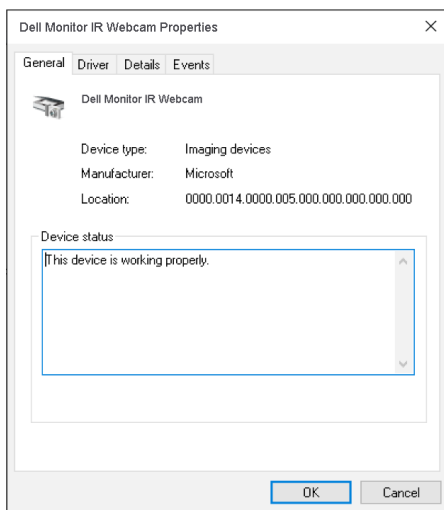 Dell Monitor IR Webcam Properties
General Driver Details Events
Dell Monitor IR Webcam
Device type: Imaging devices
Manufacturer: Microsoft
Location: 0000.0014.0000.005.000.000.000.000.000
Device status
This device is working properly.
OK Cancel